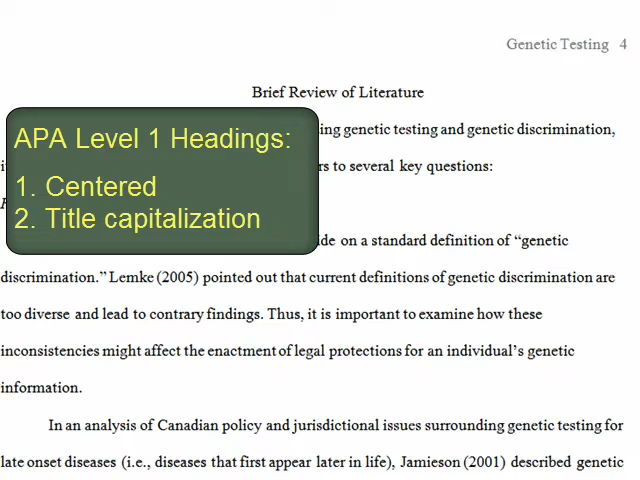 Genetic Testing 4
Brief Review of Literature
APA Level 1 Headings:
1. Centered
2. Title capitalization
ing genetic testing and genetic discrimination,
rs to several key questions:
ide on a standard definition of “genetic
discrimination.” Lemke (2005) pointed out that current definitions of genetic discrimination are
too diverse and lead to contrary findings. Thus, it is important to examine how these
inconsistencies might affect the enactment of legal protections for an individual’s genetic
information.
In an analysis of Canadian policy and jurisdictional issues surrounding genetic testing for
late onset diseases (i.e., diseases that first appear later in life), Jamieson (2001) described genetic